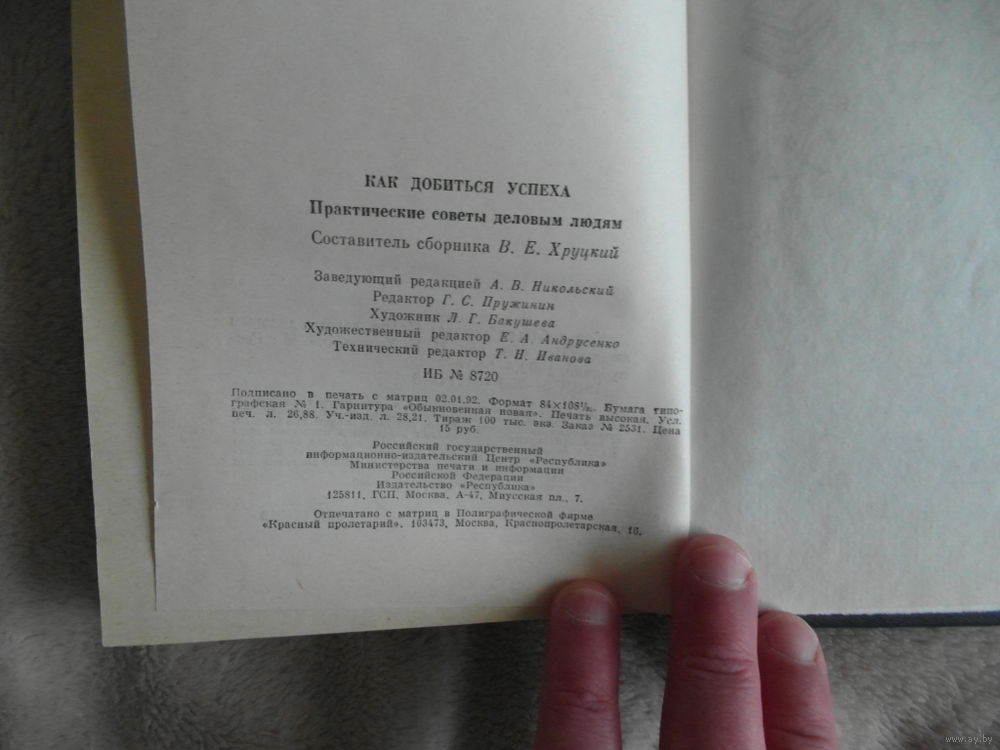 КАК ДОБИТЬСЯ УСПЕХА
Практические советы деловым людям
Составитель сборника В. Е. Хруцкий
Заведующий редакцией А. В. Никольский
Редактор Г. С. Пружинин
Художник Л. Г. Бакушева
Художественный редактор Е. А. Андрусенко
Технический редактор Т. Н. Иванова
ИБ № 8720
Подписано в печать с матриц 02.01.92. Формат 84×108¹/₃₂. Бумага типо-
графская № 1. Гарнитура «Обыкновенная новая». Печать высокая. Усл.
печ. л. 26,88. Уч.-изд. л. 28,21. Тираж 100 тыс. экз. Заказ № 2531. Цена
15 руб.
Российский государственный
информационно-издательский Центр «Республика»
Министерства печати и информации
Российской Федерации
Издательство «Республика»
125811, ГСП, Москва, А-47, Миусская пл., 7.
Отпечатано с матриц в Полиграфической фирме
«Красный пролетарий». 103473, Москва, Краснопролетарская, 16.
www.ay.by